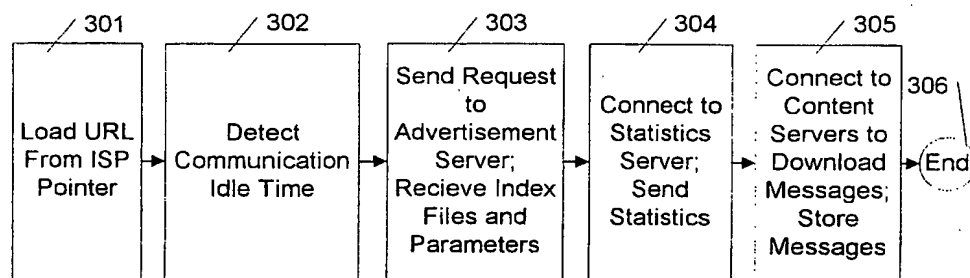 301
302
303
304
305
306
Load URL
From ISP
Pointer
Detect
Communication
Idle Time
Send Request
to
Advertisement
Server;
Recieve Index
Files and
Parameters
Connect to
Statistics
Server;
Send
Statistics
Connect to
Content
Servers to
Download
Messages;
Store
Messages
End